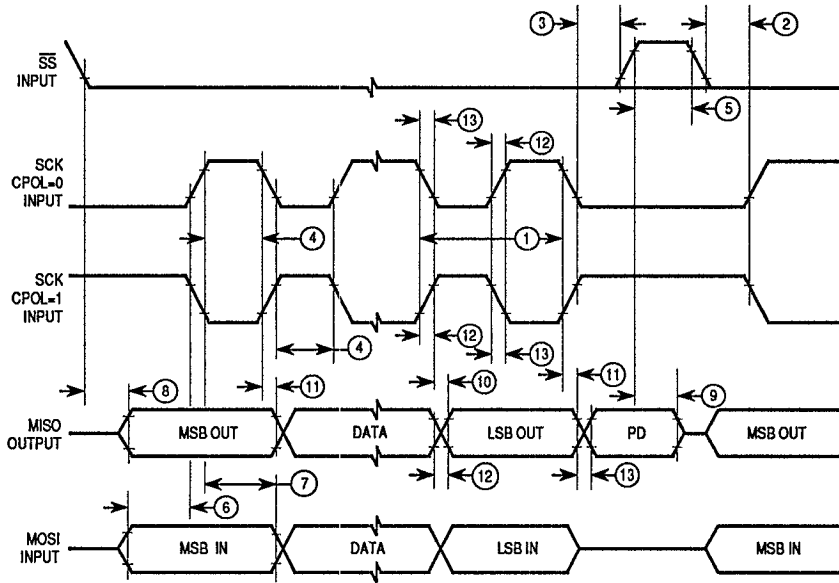 3
2
SS
INPUT
5
13
12
SCK
CPOL=0
INPUT
4
1
SCK
CPOL=1
INPUT
12
4
13
8
11
10
11
9
MISO
OUTPUT
MSB OUT
DATA
LSB OUT
PD
MSB OUT
7
12
13
6
MOSI
INPUT
MSB IN
DATA
LSB IN
MSB IN